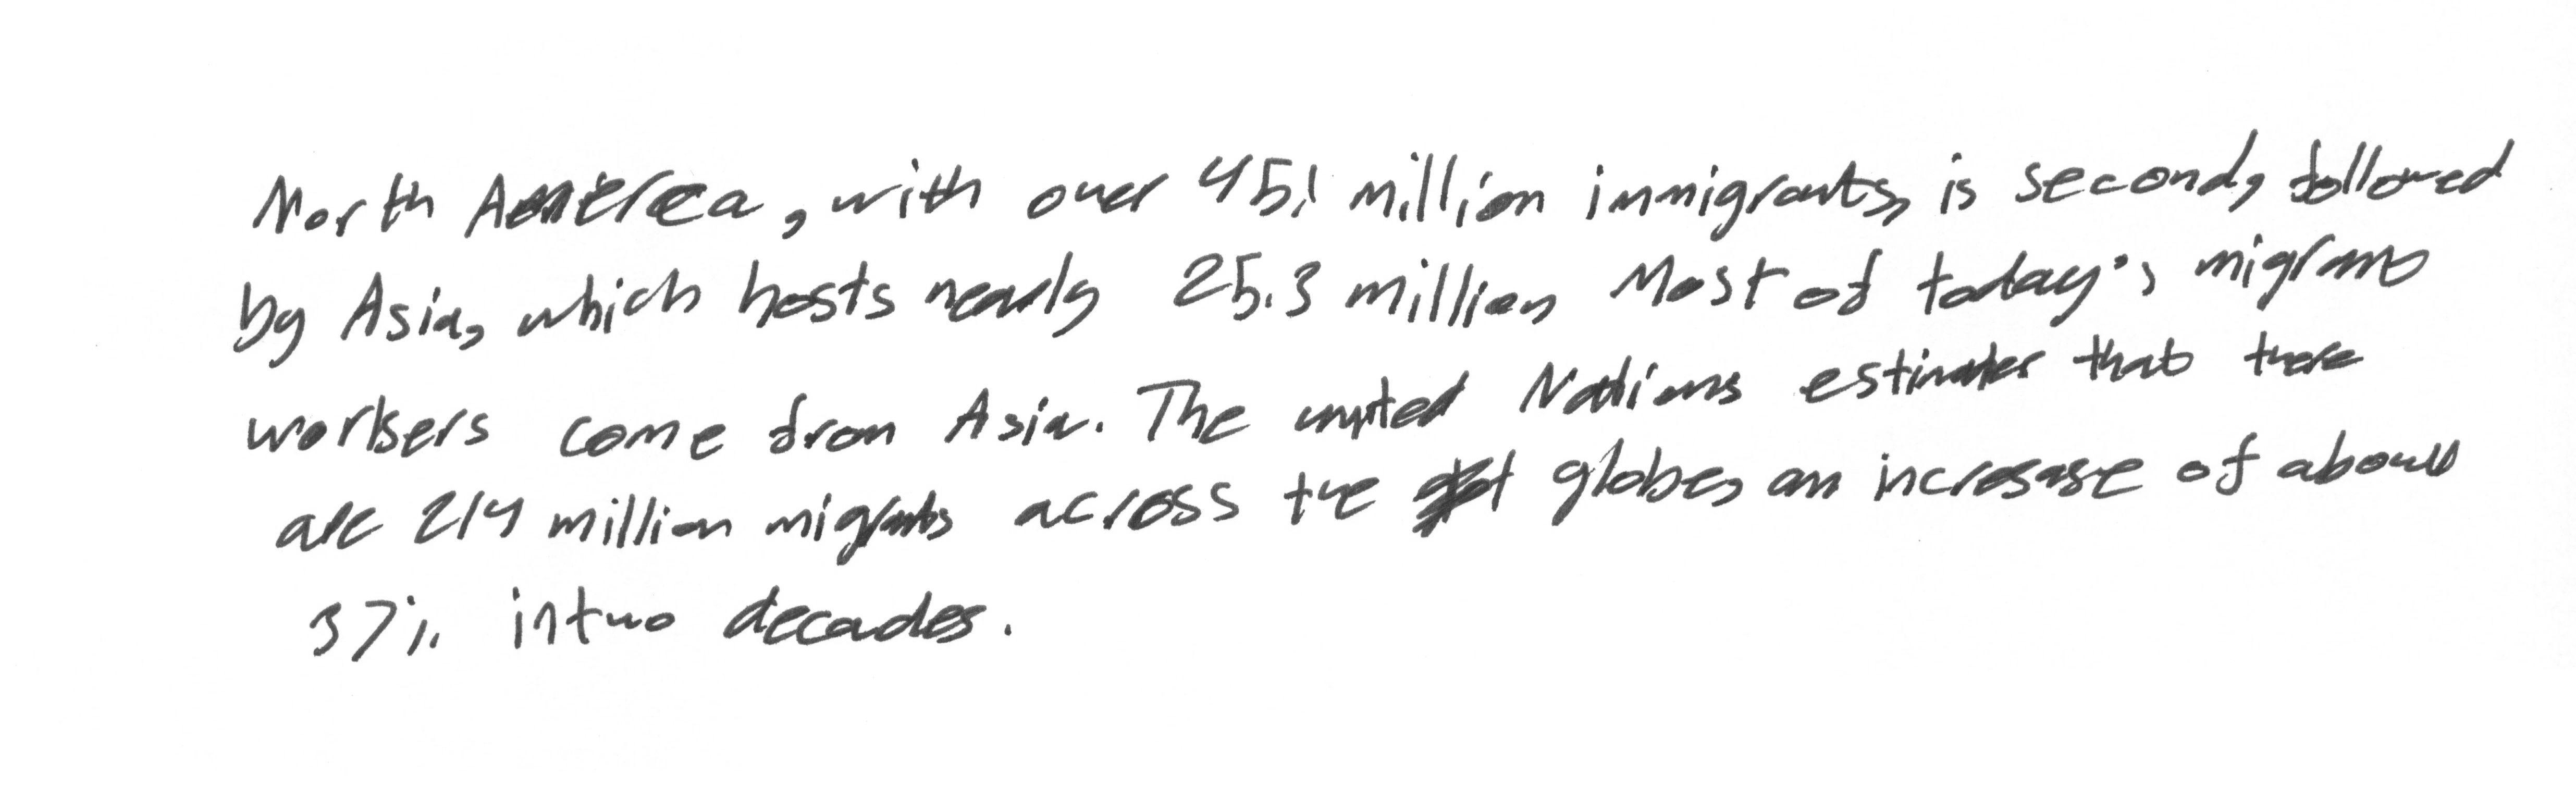 North America, with over 45.1 million immigrants, is second, followed
by Asia, which hosts nearly 25.3 million Most of today's migrant
workers come from Asia. The united Nations estimates that there
are 214 million migrants across the globe, an increase of about
37% in two decades.